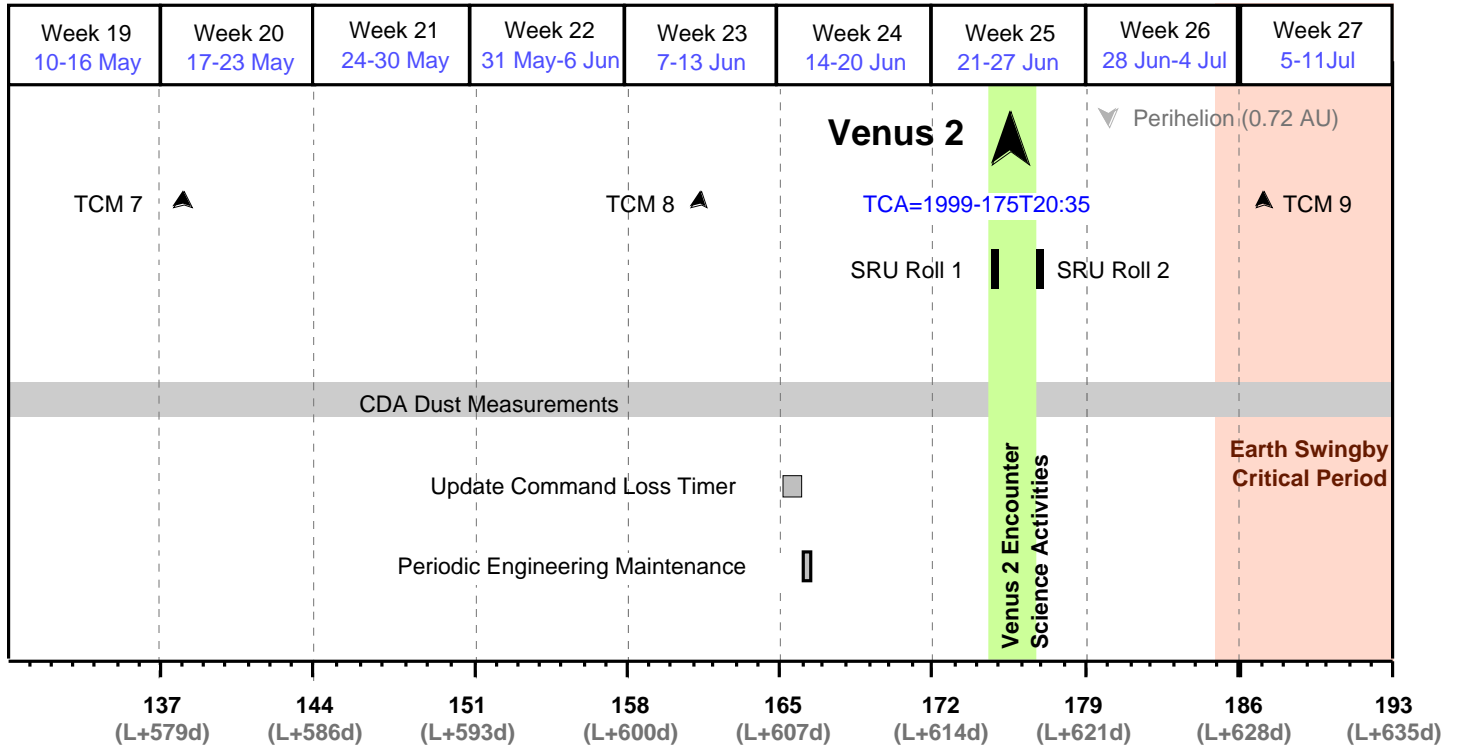 Week 19
10-16 May
Week 20
17-23 May
Week 21
24-30 May
Week 22
31 May-6 Jun
Week 23
7-13 Jun
Week 24
14-20 Jun
Week 25
21-27 Jun
Week 26
28 Jun-4 Jul
Week 27
5-11Jul
Venus 2
Perihelion (0.72 AU)
TCM 7
TCM 8
TCA=1999-175T20:35
TCM 9
SRU Roll 1
SRU Roll 2
CDA Dust Measurements
Earth Swingby
Critical Period
Update Command Loss Timer
Periodic Engineering Maintenance
Venus 2 Encounter
Science Activities
137
(L+579d)
144
(L+586d)
151
(L+593d)
158
(L+600d)
165
(L+607d)
172
(L+614d)
179
(L+621d)
186
(L+628d)
193
(L+635d)